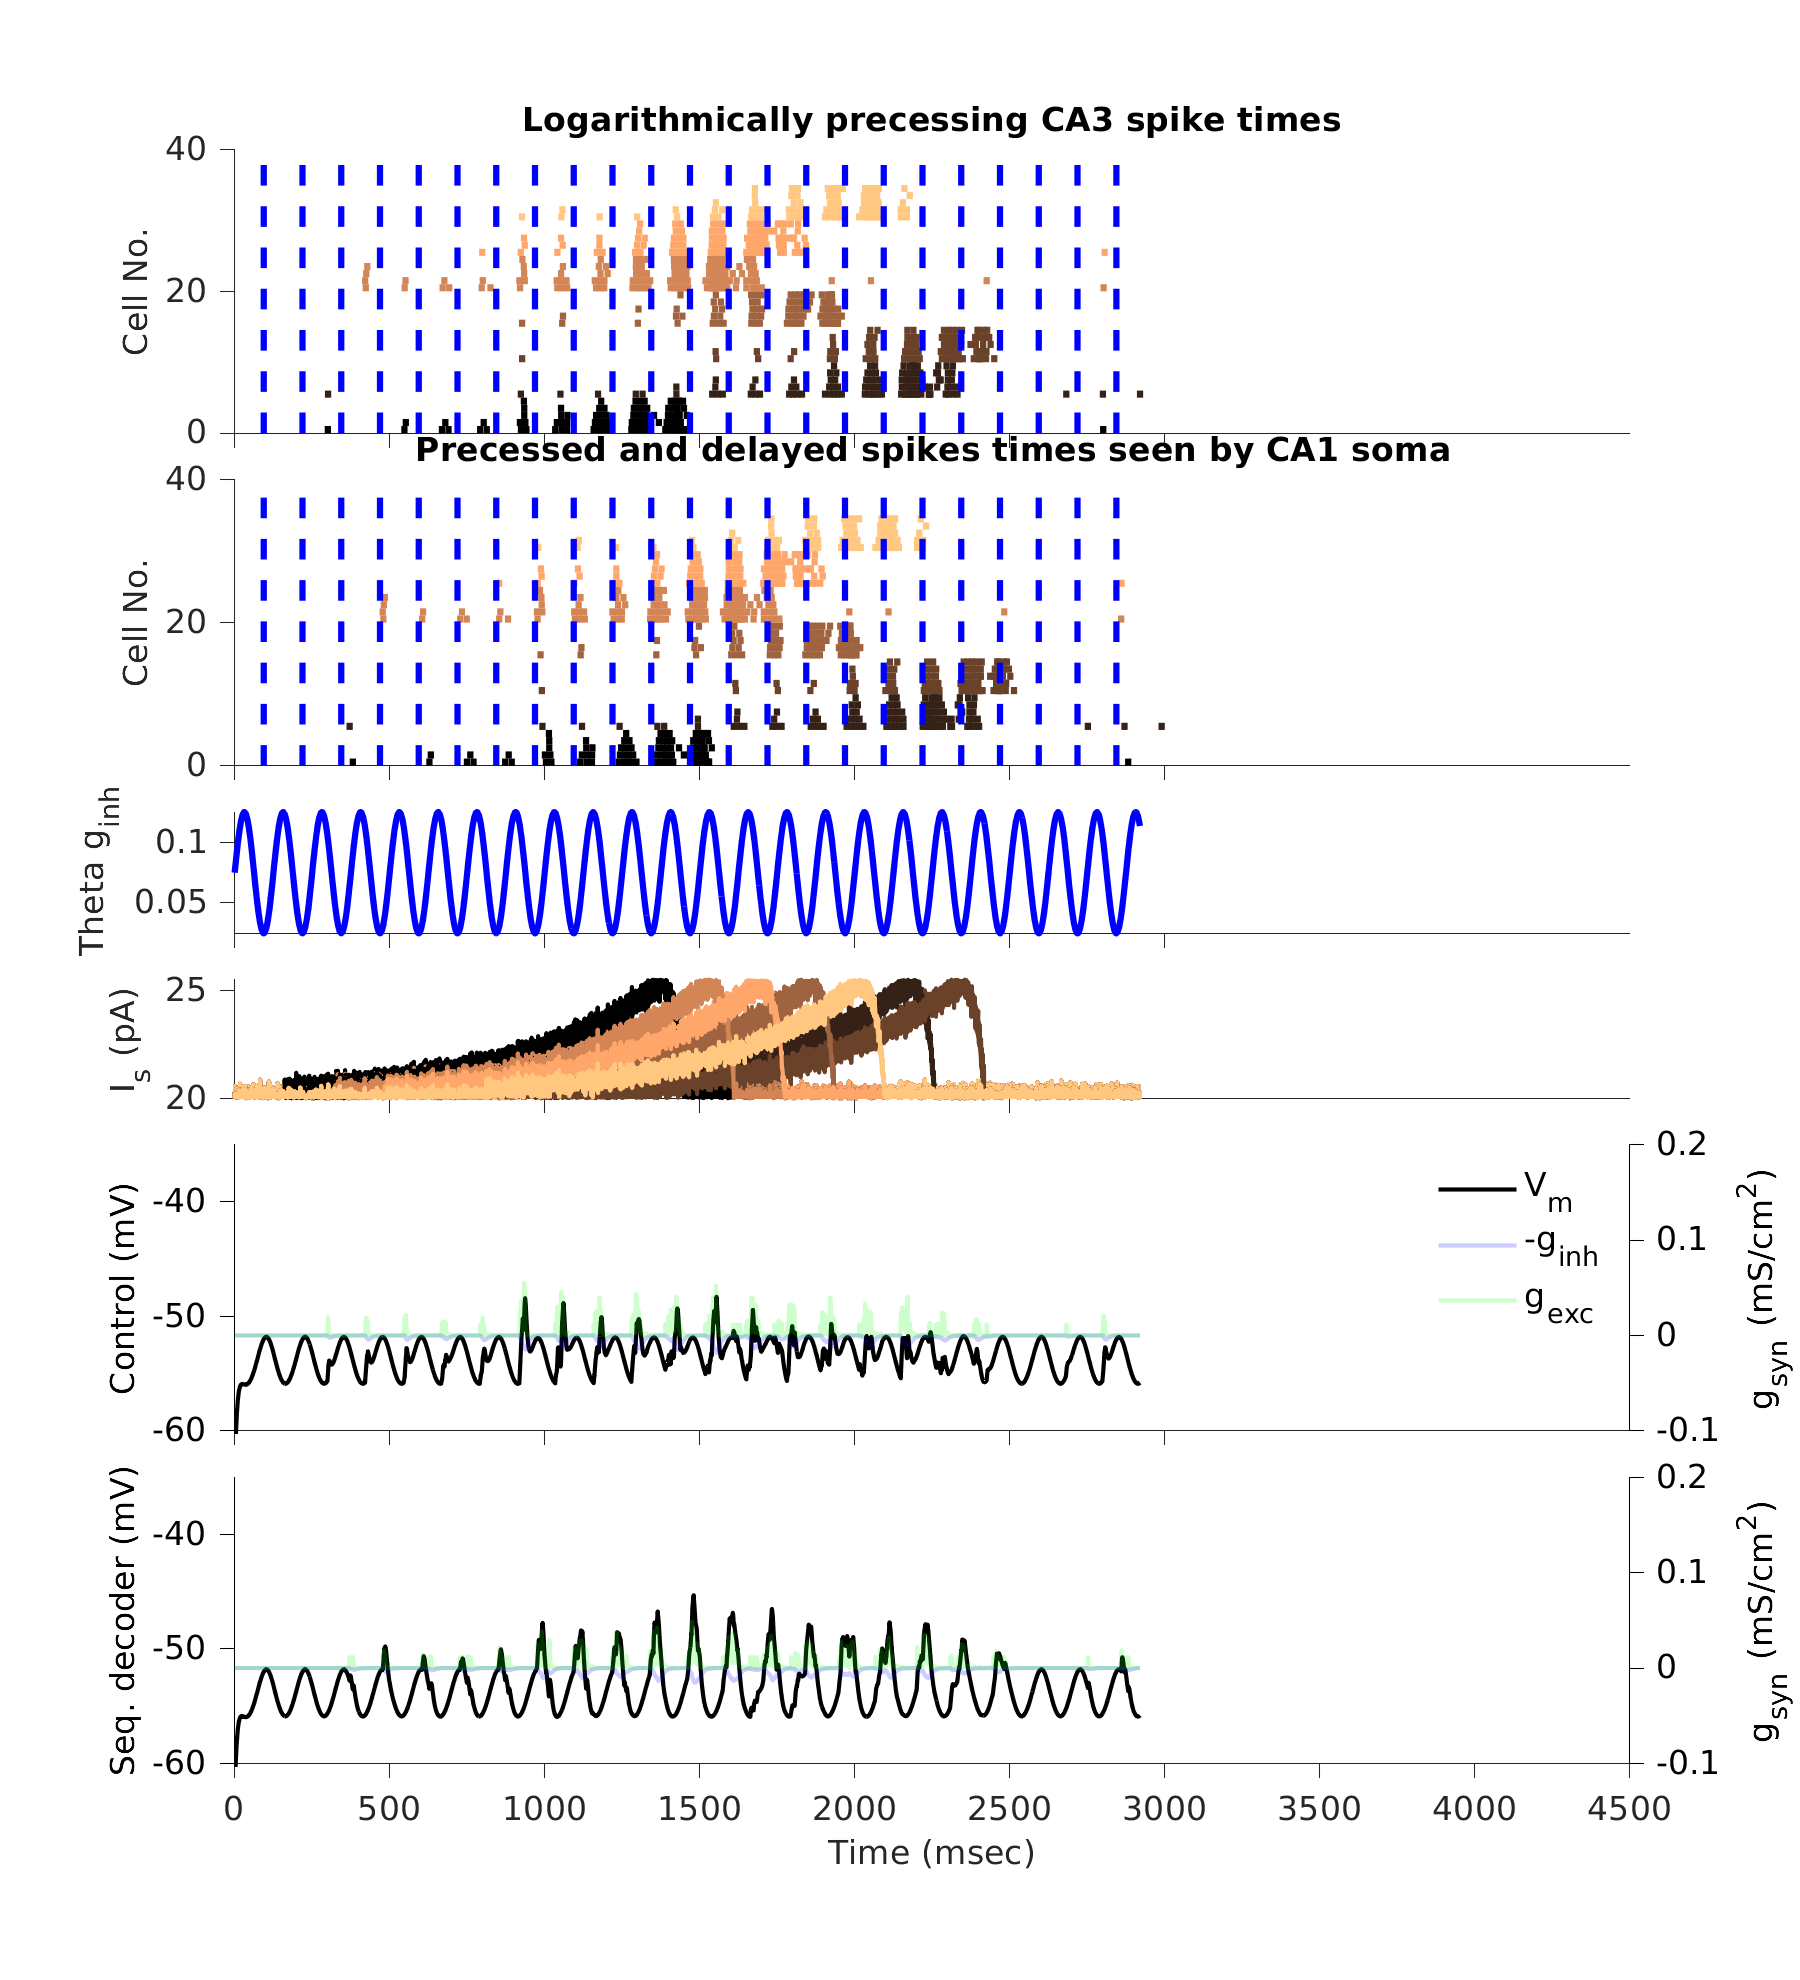 Logarithmically precessing CA3 spike times
40
20
0
Cell No.
Precessed and delayed spikes times seen by CA1 soma
40
20
0
Cell No.
0.1
0.05
Theta g_inh
25
20
I_s (pA)
-40
-50
-60
Control (mV)
V_m
-g_inh
g_exc
0.2
0.1
0
-0.1
g_syn (mS/cm^2)
-40
-50
-60
Seq. decoder (mV)
0.2
0.1
0
-0.1
g_syn (mS/cm^2)
0 500 1000 1500 2000 2500 3000 3500 4000 4500
Time (msec)